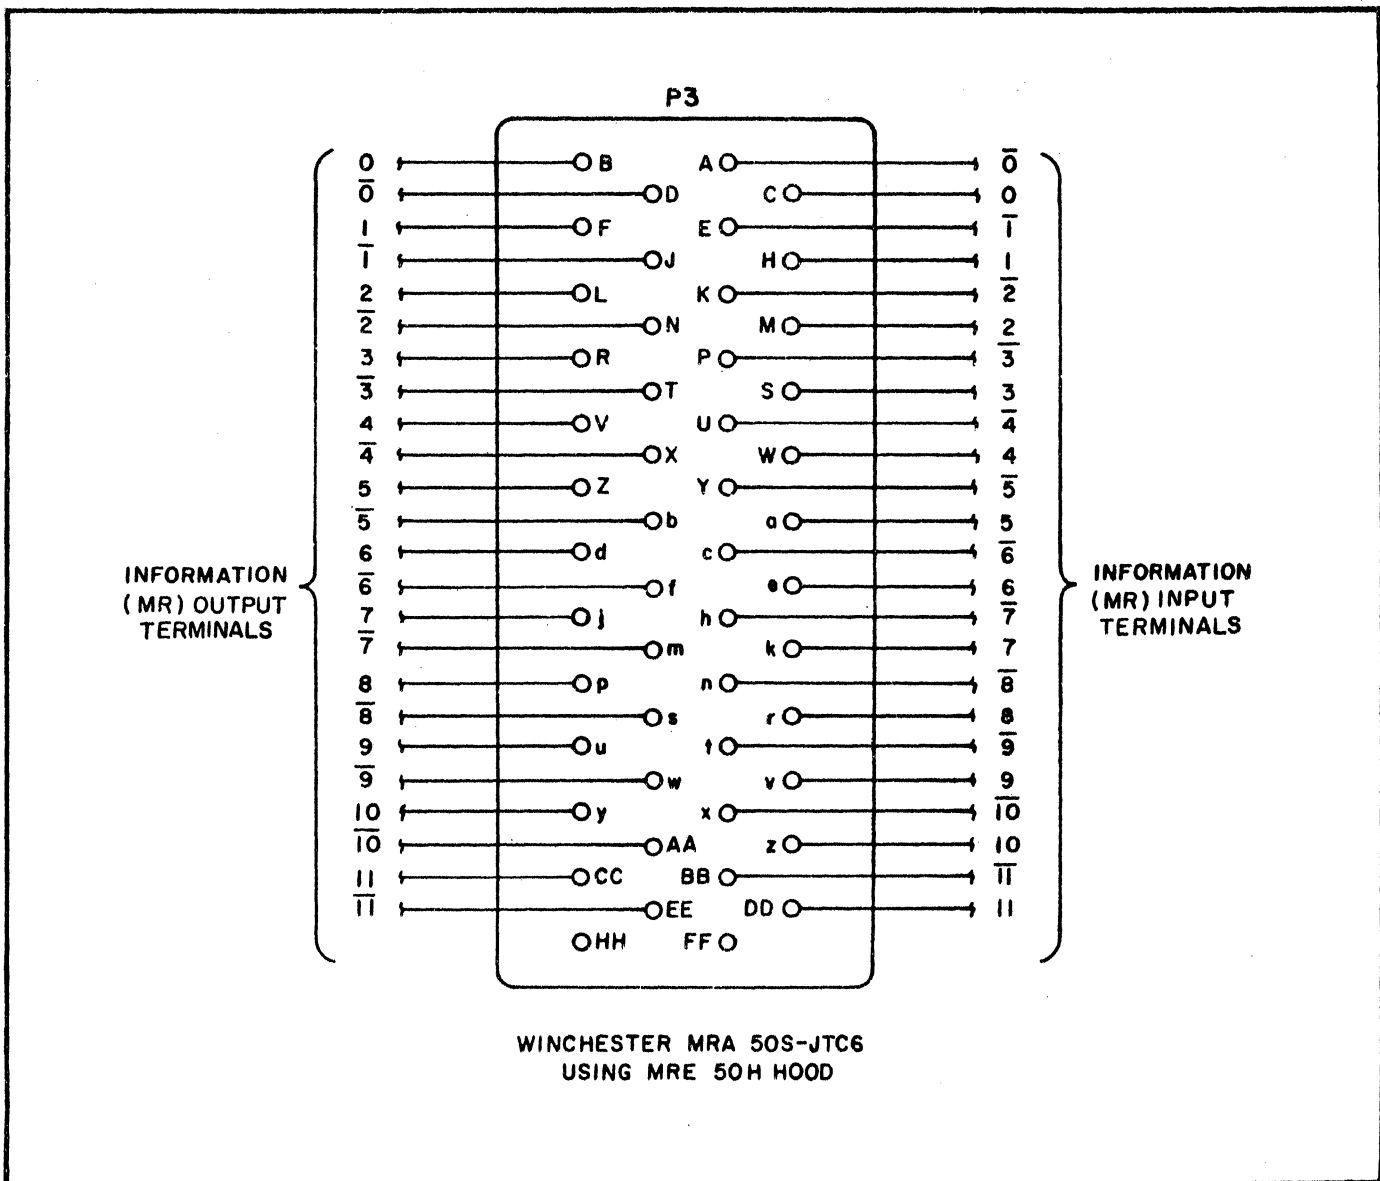 P3
0 B A 0̅
0̅ D C 0
1 F E 1̅
1̅ J H 1
2 L K 2̅
2̅ N M 2
3 R P 3̅
3̅ T S 3
4 V U 4̅
4̅ X W 4
5 Z Y 5̅
5̅ b a 5
6 d c 6̅
6̅ f e 6
7 j h 7̅
7̅ m k 7
8 p n 8̅
8̅ s r 8
9 u t 9̅
9̅ w v 9
10 y x 1̅0̅
1̅0̅ AA z 10
11 CC BB 1̅1̅
1̅1̅ EE DD 11
HH FF
INFORMATION
(MR) OUTPUT
TERMINALS
INFORMATION
(MR) INPUT
TERMINALS
WINCHESTER MRA 50S-JTC6
USING MRE 50H HOOD